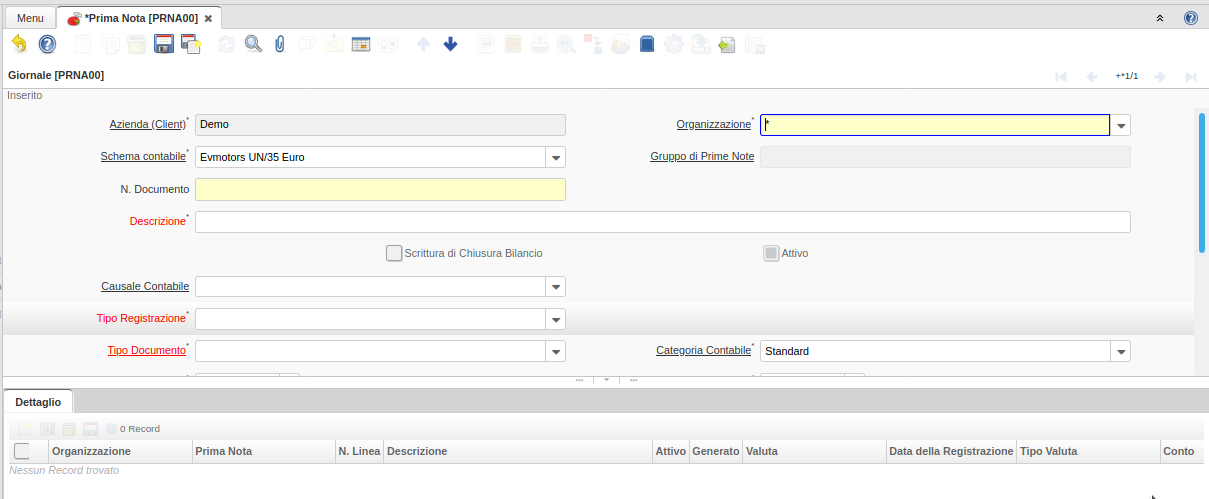 Menu
*Prima Nota [PRNA00]
Giornale [PRNA00]
+*1/1
Inserito
Azienda (Client)* Demo
Organizzazione* *
Schema contabile* Evmotors UN/35 Euro
Gruppo di Prime Note
N. Documento
Descrizione*
Scrittura di Chiusura Bilancio
Attivo
Causale Contabile
Tipo Registrazione*
Tipo Documento*
Categoria Contabile* Standard
Dettaglio
0 Record
Organizzazione Prima Nota N. Linea Descrizione Attivo Generato Valuta Data della Registrazione Tipo Valuta Conto
Nessun Record trovato